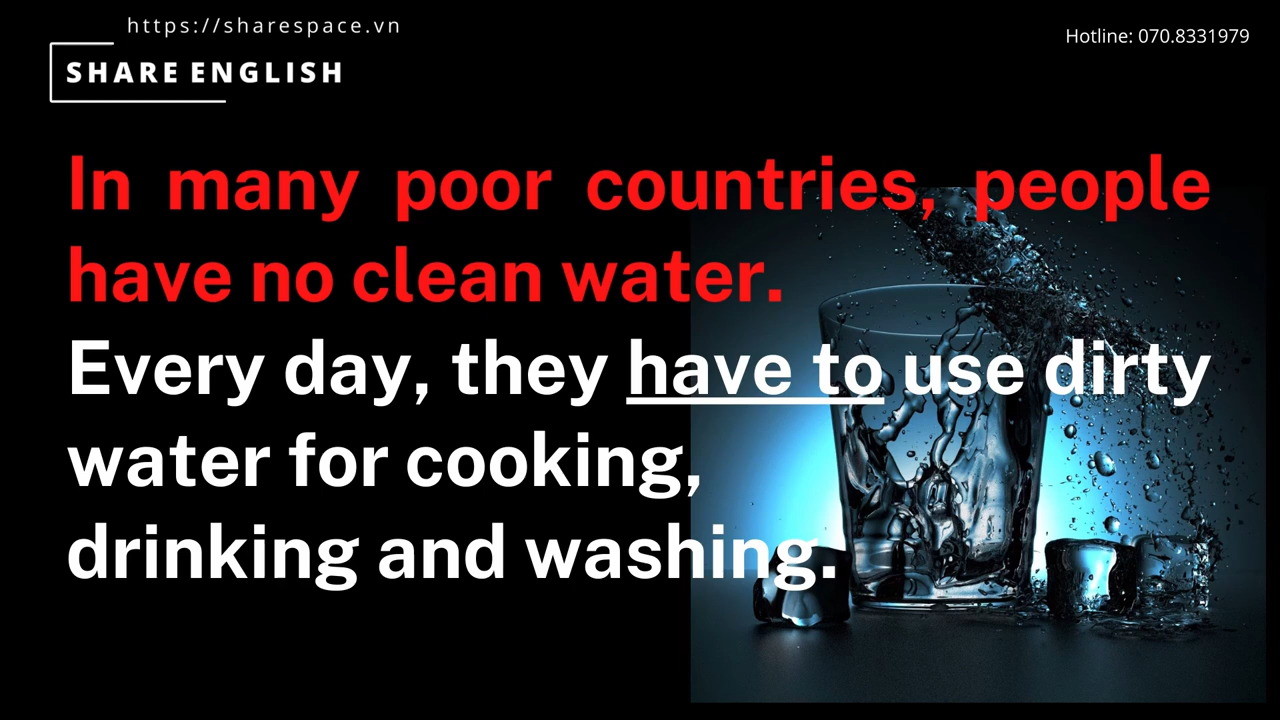 https://sharespace.vn
Hotline: 070.8331979
SHARE ENGLISH
In many poor countries, people
have no clean water.
Every day, they have to use dirty
water for cooking,
drinking and washing.